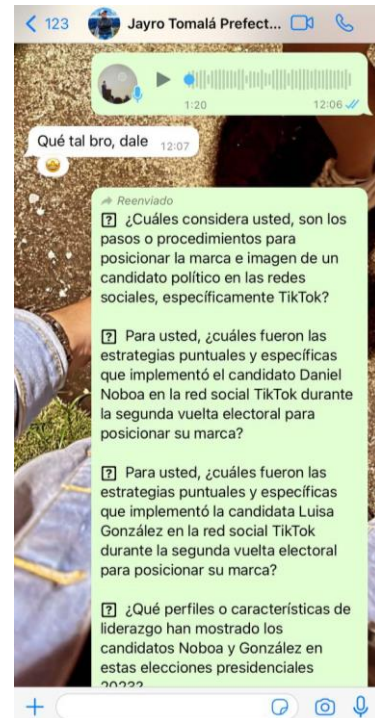 123
Jayro Tomalá Prefect...
1:20
12:06
Qué tal bro, dale
12:07
Reenviado
¿Cuáles considera usted, son los
pasos o procedimientos para
posicionar la marca e imagen de un
candidato político en las redes
sociales, específicamente TikTok?
Para usted, ¿cuáles fueron las
estrategias puntuales y específicas
que implementó el candidato Daniel
Noboa en la red social TikTok durante
la segunda vuelta electoral para
posicionar su marca?
Para usted, ¿cuáles fueron las
estrategias puntuales y específicas
que implementó la candidata Luisa
González en la red social TikTok
durante la segunda vuelta electoral
para posicionar su marca?
¿Qué perfiles o características de
liderazgo han mostrado los
candidatos Noboa y González en
estas elecciones presidenciales
2023?